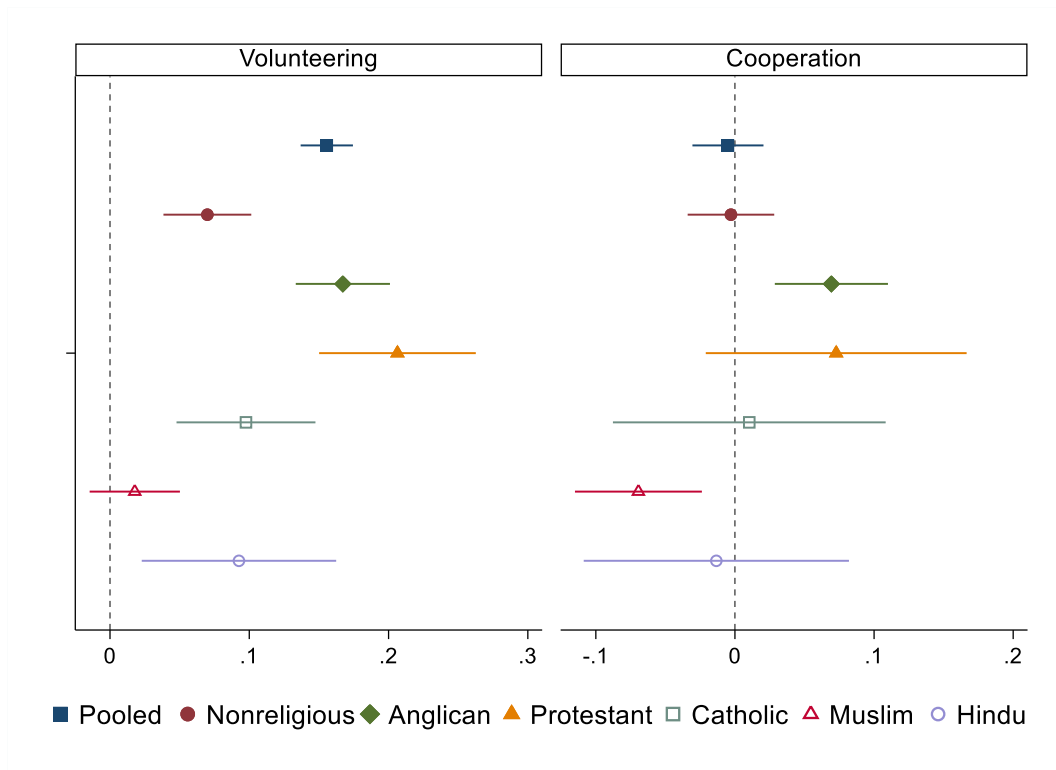 Volunteering Cooperation
0 .1 .2 .3 -.1 0 .1 .2
Pooled Nonreligious Anglican Protestant Catholic Muslim Hindu